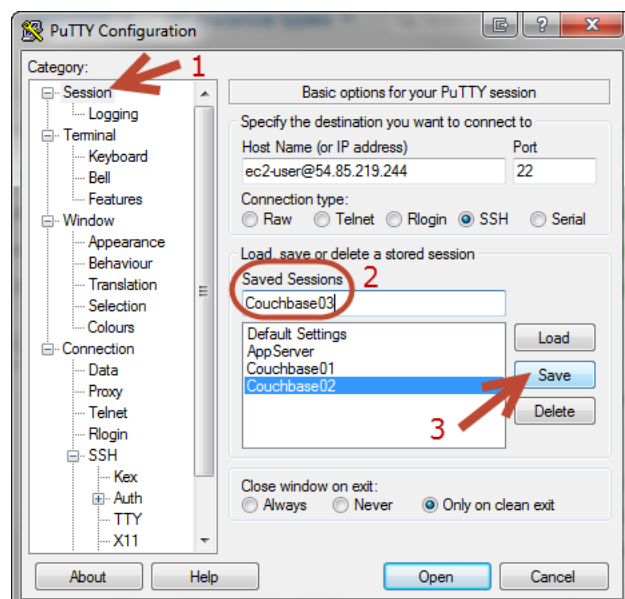 PuTTY Configuration
Category:
1
Session
Logging
Terminal
Keyboard
Bell
Features
Window
Appearance
Behaviour
Translation
Selection
Colours
Connection
Data
Proxy
Telnet
Rlogin
SSH
Kex
Auth
TTY
X11
Basic options for your PuTTY session
Specify the destination you want to connect to
Host Name (or IP address) Port
ec2-user@54.85.219.244 22
Connection type:
Raw Telnet Rlogin SSH Serial
Load, save or delete a stored session
Saved Sessions 2
Couchbase03
Default Settings
AppServer
Couchbase01
Couchbase02
Load
Save
Delete
3
Close window on exit:
Always Never Only on clean exit
About Help Open Cancel